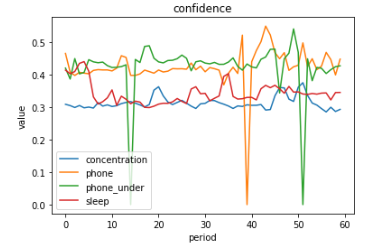 confidence
0.5
0.4
0.3
0.2
0.1
0.0
value
concentration
phone
phone_under
sleep
0 10 20 30 40 50 60
period